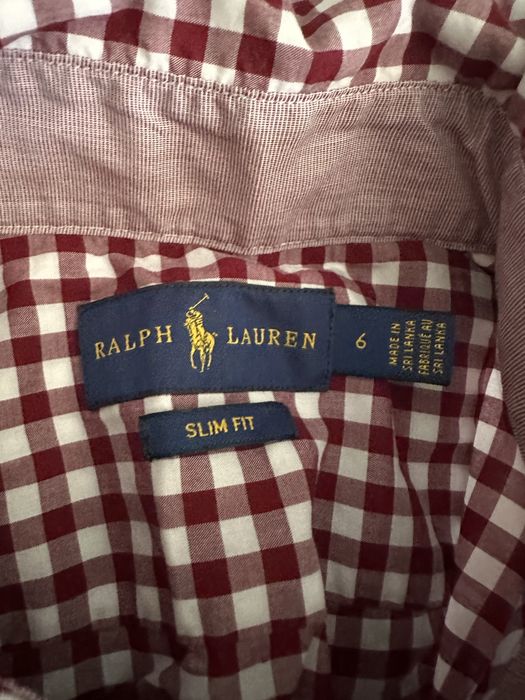 RALPH LAUREN
6
MADE IN
SRI LANKA
FABRIQUÉ AU
SRI LANKA
SLIM FIT